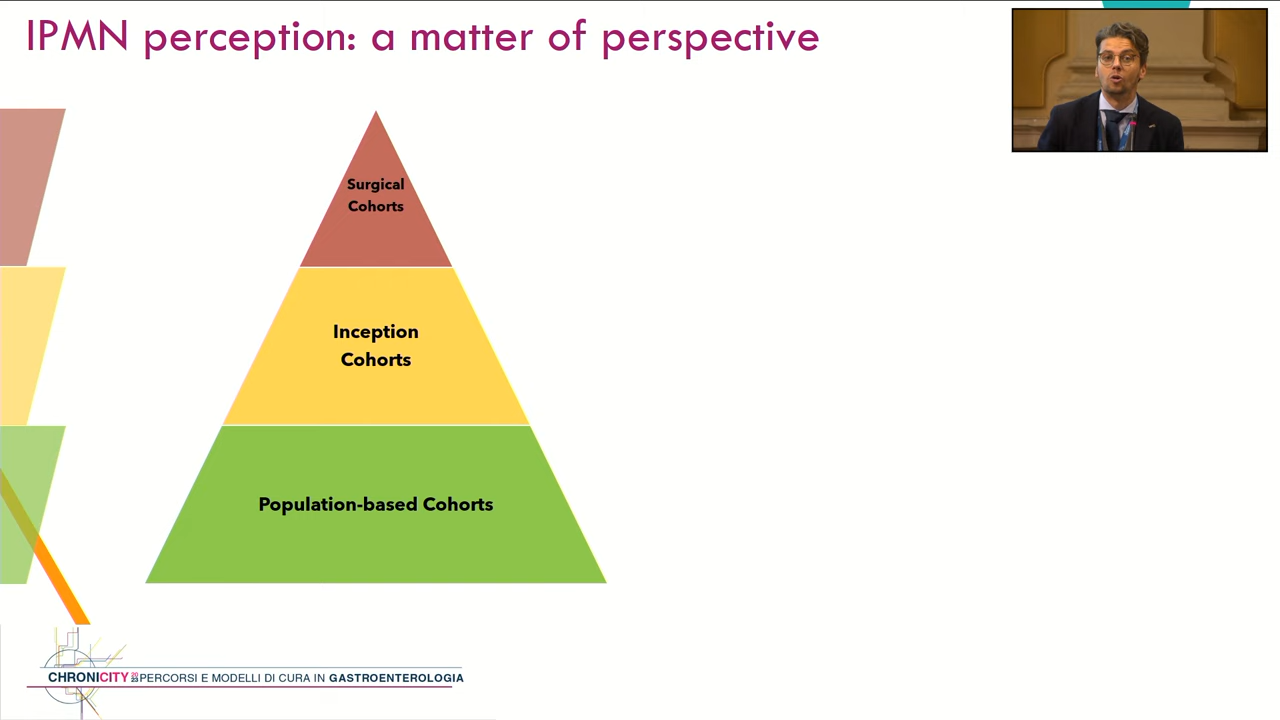 IPMN perception: a matter of perspective
Surgical
Cohorts
Inception
Cohorts
Population-based Cohorts
CHRONICITY 2023 PERCORSI E MODELLI DI CURA IN GASTROENTEROLOGIA